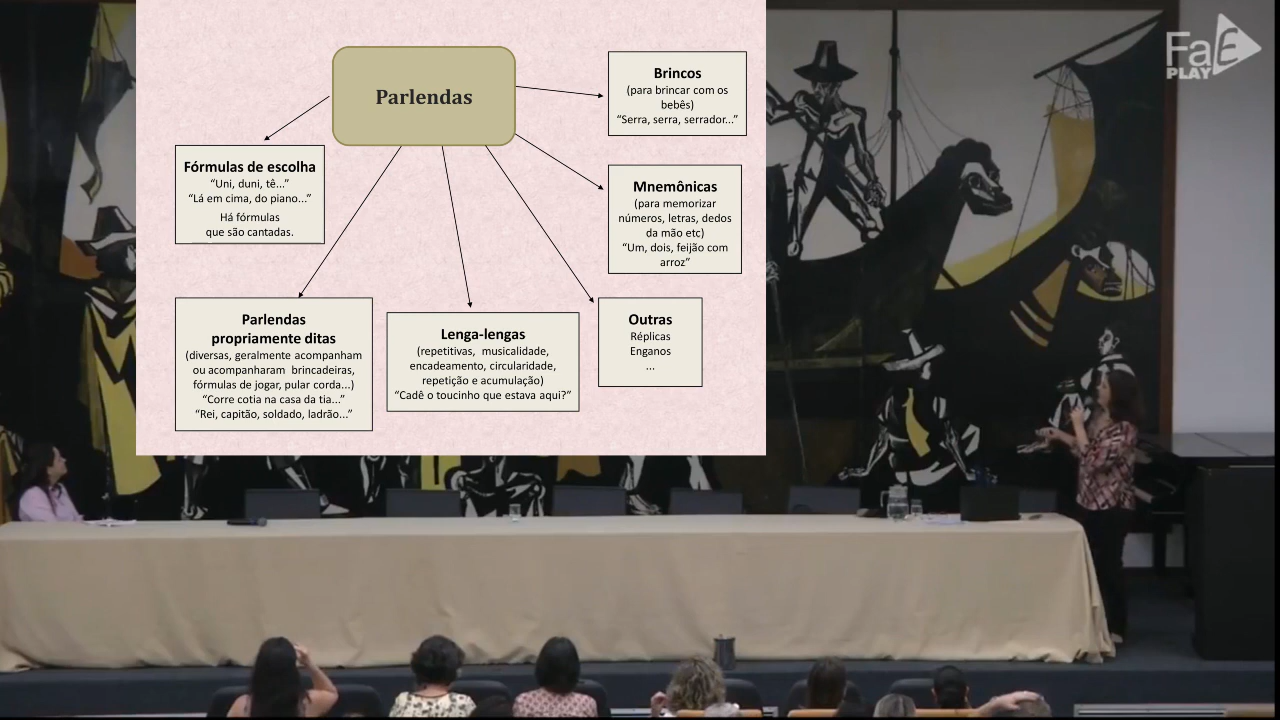 Parlendas
Brincos
(para brincar com os
bebês)
“Serra, serra, serrador...”
Fórmulas de escolha
“Uni, duni, tê...”
“Lá em cima, do piano...”
Há fórmulas
que são cantadas.
Mnemônicas
(para memorizar
números, letras, dedos
da mão etc)
“Um, dois, feijão com
arroz”
Parlendas
propriamente ditas
(diversas, geralmente acompanham
ou acompanharam brincadeiras,
fórmulas de jogar, pular corda...)
“Corre cotia na casa da tia...”
“Rei, capitão, soldado, ladrão...”
Lenga-lengas
(repetitivas, musicalidade,
encadeamento, circularidade,
repetição e acumulação)
“Cadê o toucinho que estava aqui?”
Outras
Réplicas
Enganos
...
FaE
PLAY